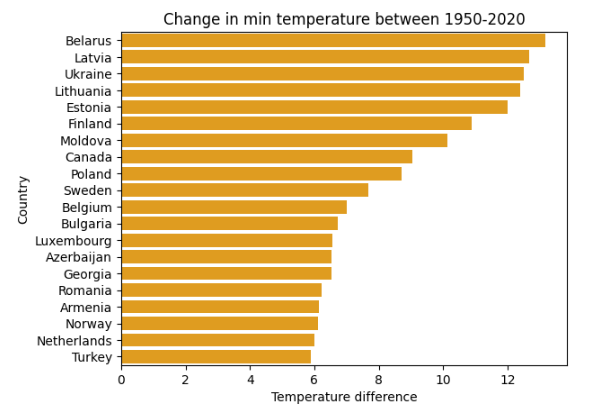 Change in min temperature between 1950-2020
Country
Belarus
Latvia
Ukraine
Lithuania
Estonia
Finland
Moldova
Canada
Poland
Sweden
Belgium
Bulgaria
Luxembourg
Azerbaijan
Georgia
Romania
Armenia
Norway
Netherlands
Turkey
0 2 4 6 8 10 12
Temperature difference